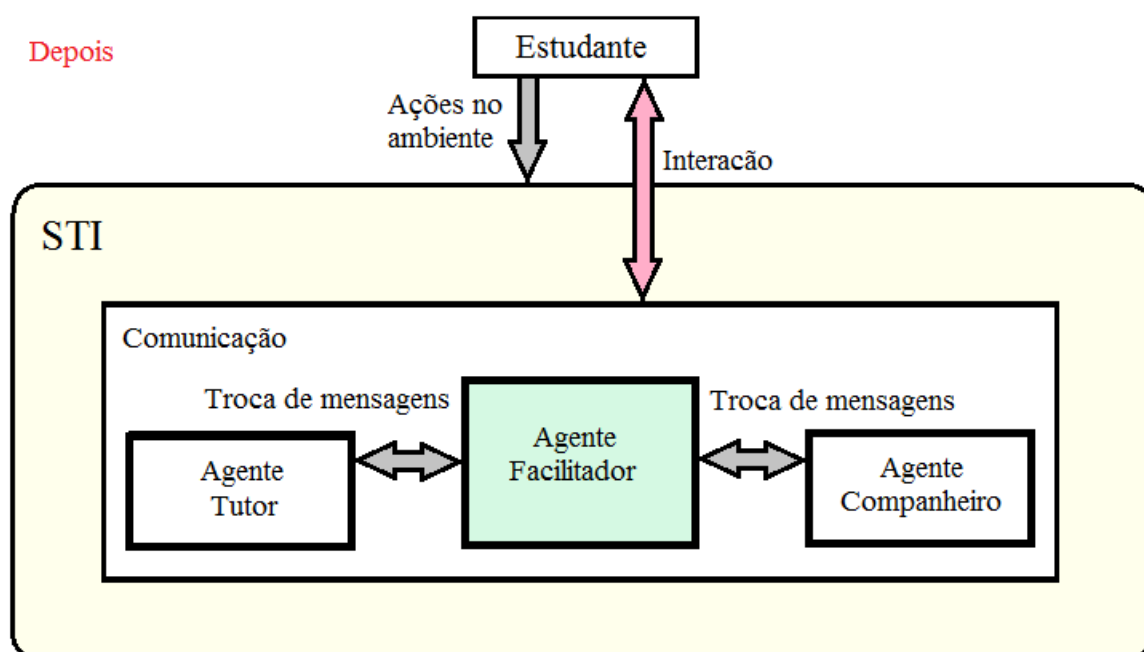 Depois
Estudante
Ações no
ambiente
Interacão
STI
Comunicação
Troca de mensagens
Troca de mensagens
Agente
Tutor
Agente
Facilitador
Agente
Companheiro